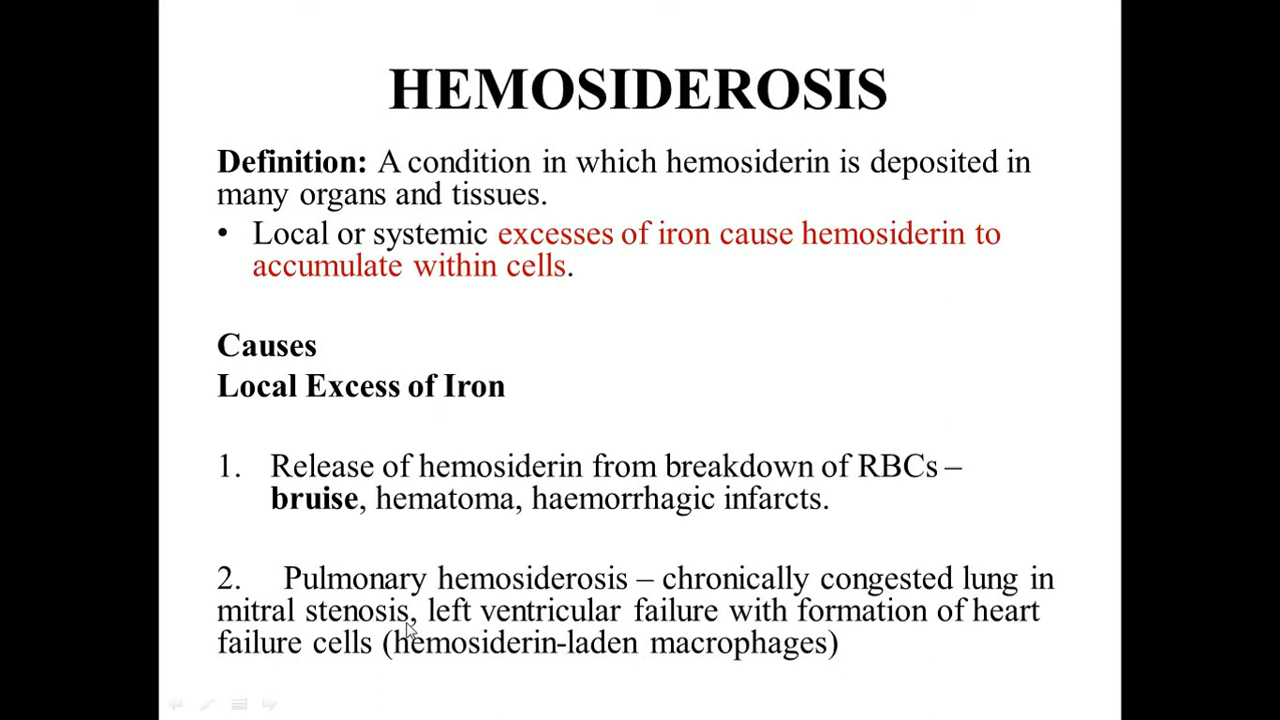 HEMOSIDEROSIS
Definition: A condition in which hemosiderin is deposited in
many organs and tissues.
• Local or systemic excesses of iron cause hemosiderin to
accumulate within cells.
Causes
Local Excess of Iron
1. Release of hemosiderin from breakdown of RBCs –
bruise, hematoma, haemorrhagic infarcts.
2. Pulmonary hemosiderosis – chronically congested lung in
mitral stenosis, left ventricular failure with formation of heart
failure cells (hemosiderin-laden macrophages)